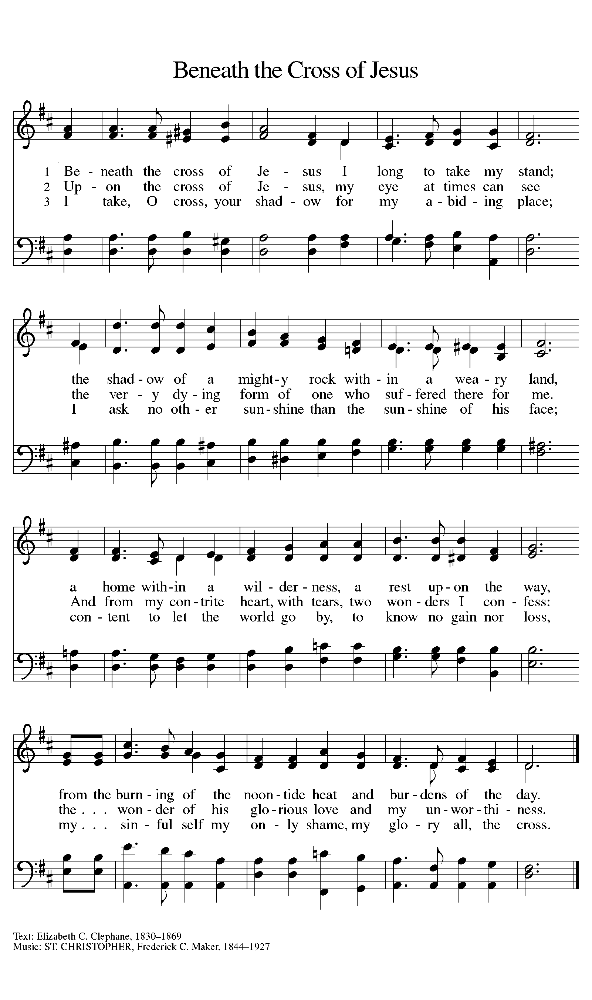 Beneath the Cross of Jesus
1 Be - neath the cross of Je - sus I long to take my stand;
2 Up - on the cross of Je - sus, my eye at times can see
3 I take, O cross, your shad - ow for my a - bid - ing place;
the shad - ow of a might - y rock with - in a wea - ry land,
the ver - y dy - ing form of one who suf - fered there for me.
I ask no oth - er sun - shine than the sun - shine of his face;
a home with - in a wil - der - ness, a rest up - on the way,
And from my con - trite heart, with tears, two won - ders I con - fess:
con - tent to let the world go by, to know no gain nor loss,
from the burn - ing of the noon - tide heat and bur - dens of the day.
the . . . won - der of his glo - rious love and my un - wor - thi - ness.
my . . . sin - ful self my on - ly shame, my glo - ry all, the cross.
Text: Elizabeth C. Clephane, 1830–1869
Music: ST. CHRISTOPHER, Frederick C. Maker, 1844–1927